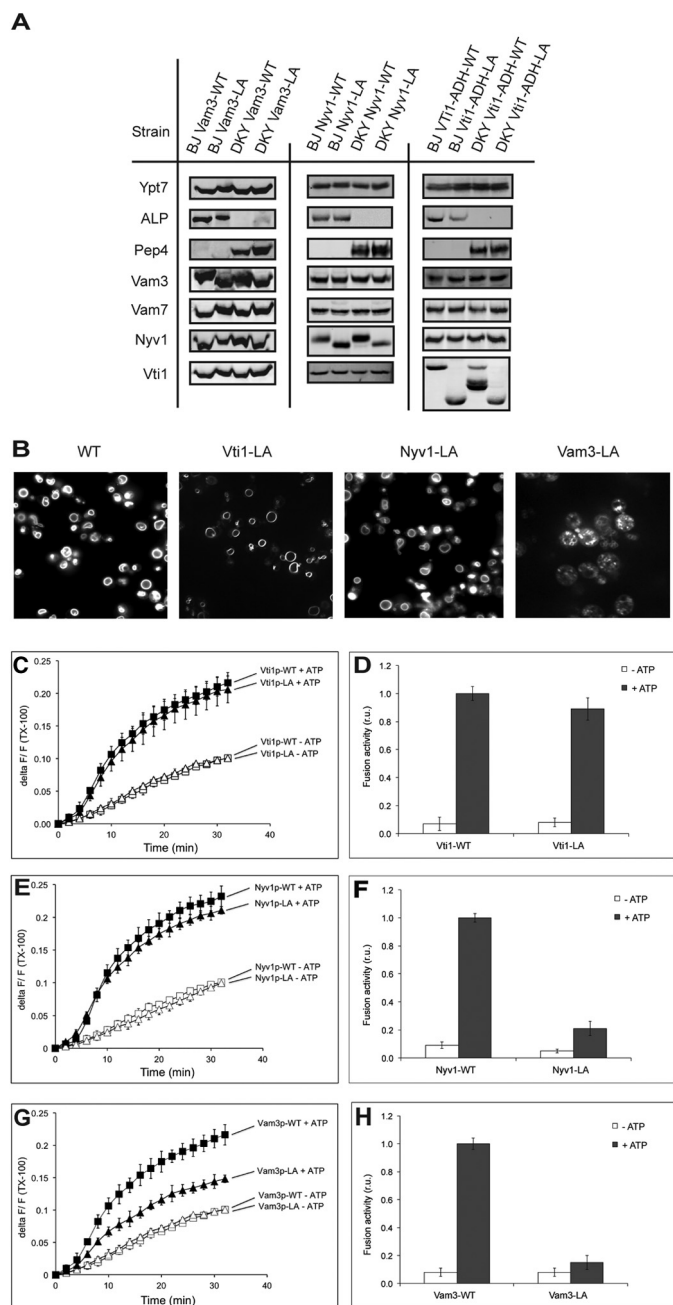 A
Strain
BJ Vam3-WT
BJ Vam3-LA
DKY Vam3-WT
DKY Vam3-LA
BJ Nyv1-WT
BJ Nyv1-LA
DKY Nyv1-WT
DKY Nyv1-LA
BJ VTi1-ADH-WT
BJ Vti1-ADH-LA
DKY Vti1-ADH-WT
DKY Vti1-ADH-LA
Ypt7
ALP
Pep4
Vam3
Vam7
Nyv1
Vti1
B
WT
Vti1-LA
Nyv1-LA
Vam3-LA
C
delta F/ F (TX-100)
0.25
0.20
0.15
0.10
0.05
0.00
0
10
20
30
40
Time (min)
Vti1p-WT + ATP
Vti1p-LA + ATP
Vti1p-WT - ATP
Vti1p-LA - ATP
D
Fusion activity (r.u.)
1.2
1.0
0.8
0.6
0.4
0.2
0.0
Vti1-WT
Vti1-LA
- ATP
+ ATP
E
delta F/ F (TX-100)
0.25
0.2
0.15
0.1
0.05
0
0
10
20
30
40
Time (min)
Nyv1p-WT + ATP
Nyv1p-LA + ATP
Nyv1p-WT - ATP
Nyv1p-LA - ATP
F
Fusion activity (r.u.)
1.2
1.0
0.8
0.6
0.4
0.2
0.0
Nyv1-WT
Nyv1-LA
- ATP
+ ATP
G
delta F/ F (TX-100)
0.25
0.2
0.15
0.1
0.05
0
0
10
20
30
40
Time (min)
Vam3p-WT + ATP
Vam3p-LA + ATP
Vam3p-WT - ATP
Vam3p-LA - ATP
H
Fusion activity (r.u.)
1.2
1.0
0.8
0.6
0.4
0.2
0.0
Vam3-WT
Vam3-LA
- ATP
+ ATP